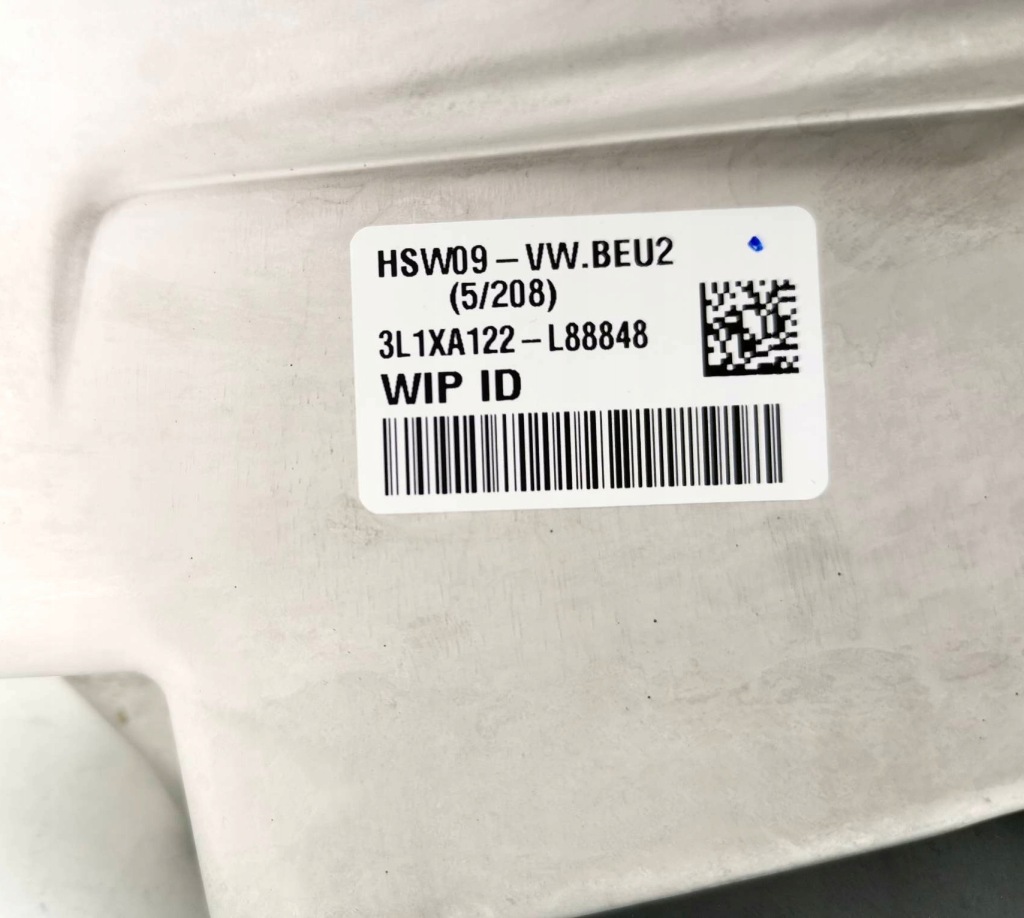 HSW09-VW.BEU2
(5/208)
3L1XA122-L88848
WIP ID